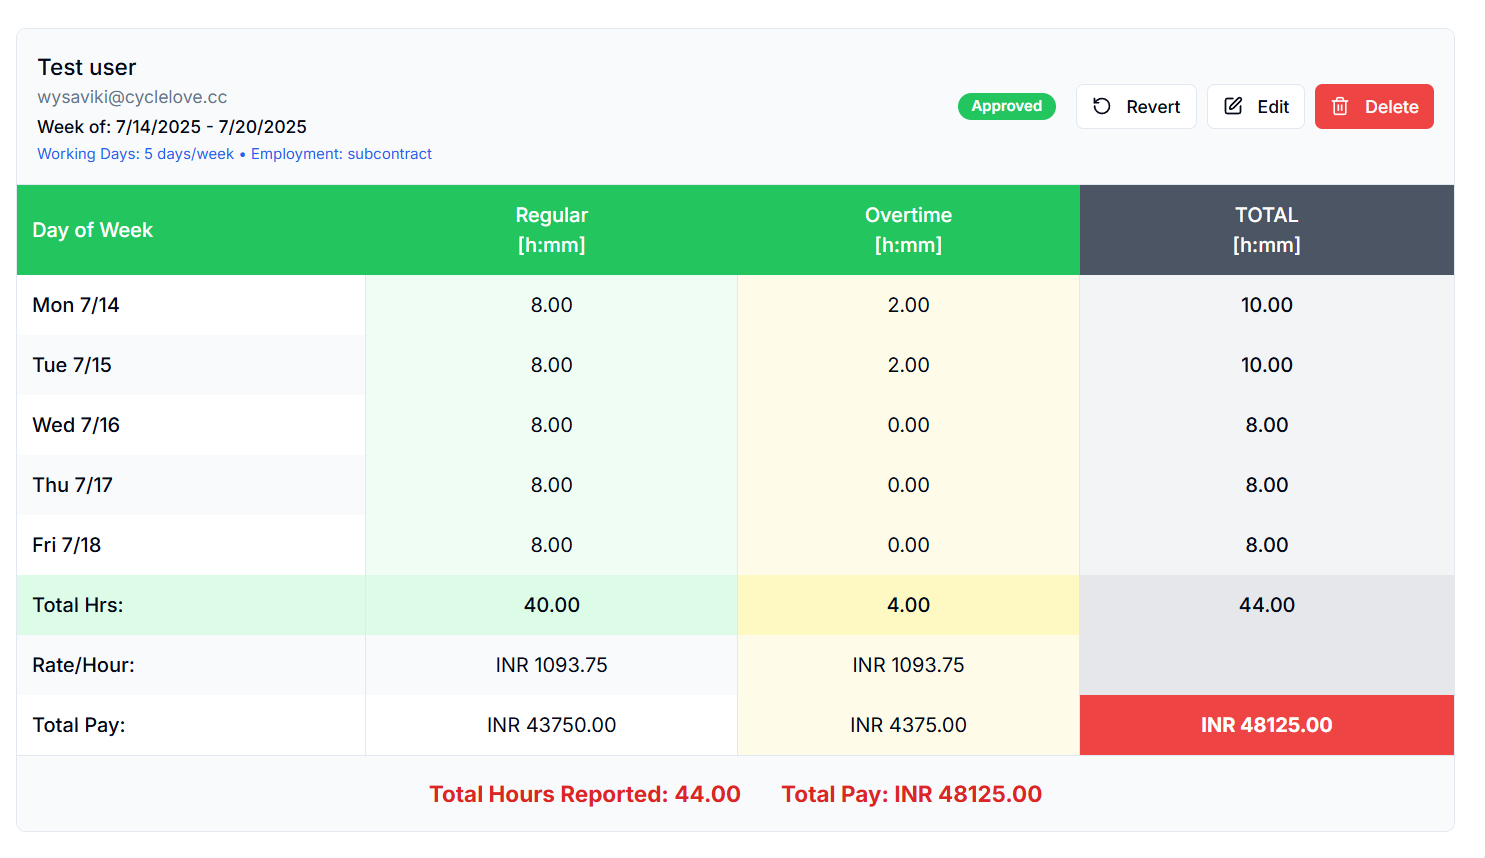 Test user
wysaviki@cyclelove.cc
Week of: 7/14/2025 - 7/20/2025
Working Days: 5 days/week • Employment: subcontract
Approved
Revert
Edit
Delete
Day of Week
Regular
[h:mm]
Overtime
[h:mm]
TOTAL
[h:mm]
Mon 7/14 8.00 2.00 10.00
Tue 7/15 8.00 2.00 10.00
Wed 7/16 8.00 0.00 8.00
Thu 7/17 8.00 0.00 8.00
Fri 7/18 8.00 0.00 8.00
Total Hrs: 40.00 4.00 44.00
Rate/Hour: INR 1093.75 INR 1093.75
Total Pay: INR 43750.00 INR 4375.00 INR 48125.00
Total Hours Reported: 44.00 Total Pay: INR 48125.00